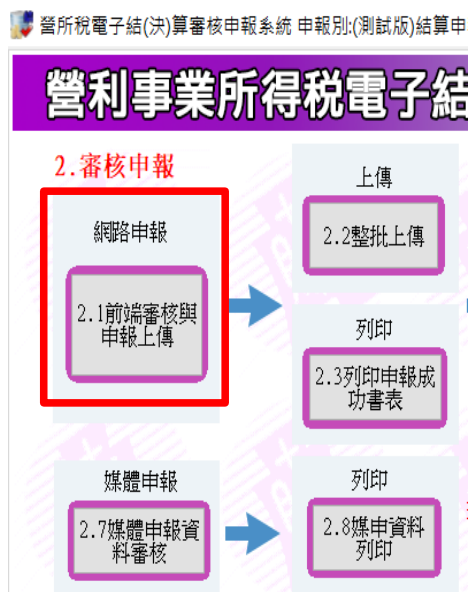 營所稅電子結(決)算審核申報系統 申報別:(測試版)結算申
營利事業所得稅電子結
2.審核申報
網路申報
2.1前端審核與
申報上傳
上傳
2.2整批上傳
列印
2.3列印申報成
功書表
媒體申報
2.7媒體申報資
料審核
列印
2.8媒申資料
列印